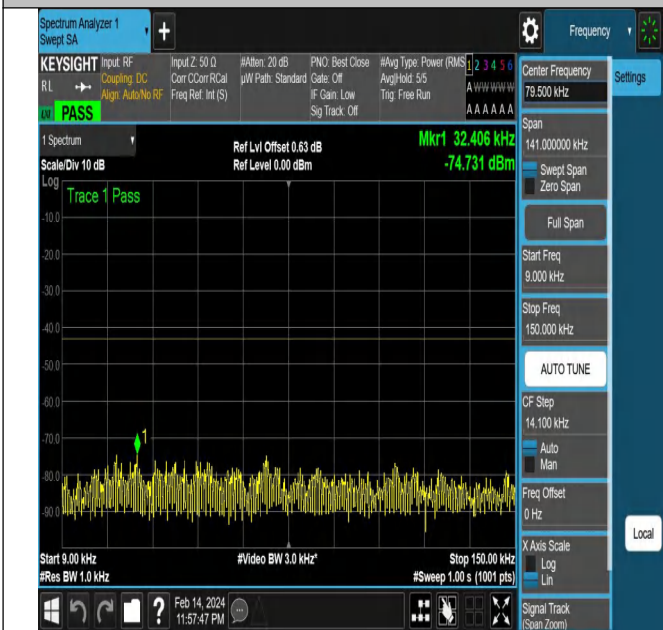 Spectrum Analyzer 1
Swept SA
+
Frequency
KEYSIGHT
RL
PASS
Input: RF
Coupling: DC
Align: Auto/No RF
Input Z: 50 Ω
Corr CCorr RCal
Freq Ref: Int (S)
#Atten: 20 dB
µW Path: Standard
PNO: Best Close
Gate: Off
IF Gain: Low
Sig Track: Off
#Avg Type: Power (RMS
Avg|Hold: 5/5
Trig: Free Run
1 2 3 4 5 6
A W W W W W
A A A A A A
1 Spectrum
Scale/Div 10 dB
Ref Lvl Offset 0.63 dB
Ref Level 0.00 dBm
Mkr1 32.406 kHz
-74.731 dBm
Log
Trace 1 Pass
-10.0
-20.0
-30.0
-40.0
-50.0
-60.0
-70.0
-80.0
-90.0
1
Start 9.00 kHz
#Res BW 1.0 kHz
#Video BW 3.0 kHz*
Stop 150.00 kHz
#Sweep 1.00 s (1001 pts)
?
Feb 14, 2024
11:57:47 PM
Center Frequency
79.500 kHz
Span
141.000000 kHz
Swept Span
Zero Span
Full Span
Start Freq
9.000 kHz
Stop Freq
150.000 kHz
AUTO TUNE
CF Step
14.100 kHz
Auto
Man
Freq Offset
0 Hz
X Axis Scale
Log
Lin
Signal Track
(Span Zoom)
Settings
Local